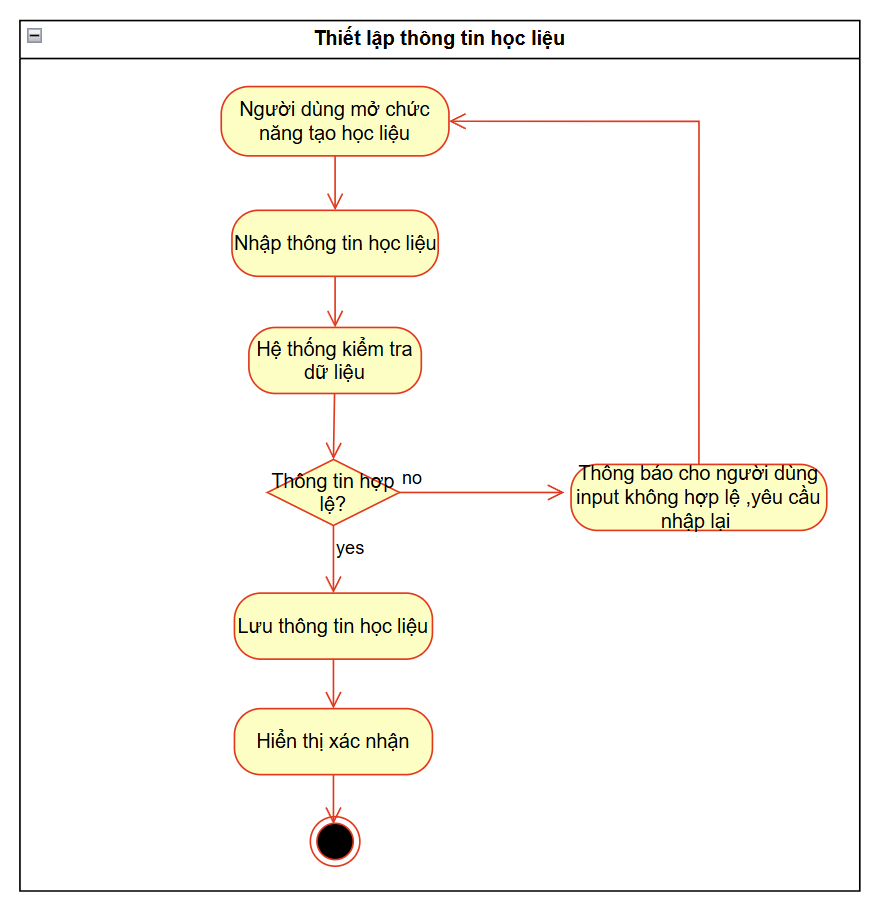 Thiết lập thông tin học liệu
Người dùng mở chức
năng tạo học liệu
Nhập thông tin học liệu
Hệ thống kiểm tra
dữ liệu
Thông tin hợp
lệ?
no
Thông báo cho người dùng
input không hợp lệ ,yêu cầu
nhập lại
yes
Lưu thông tin học liệu
Hiển thị xác nhận